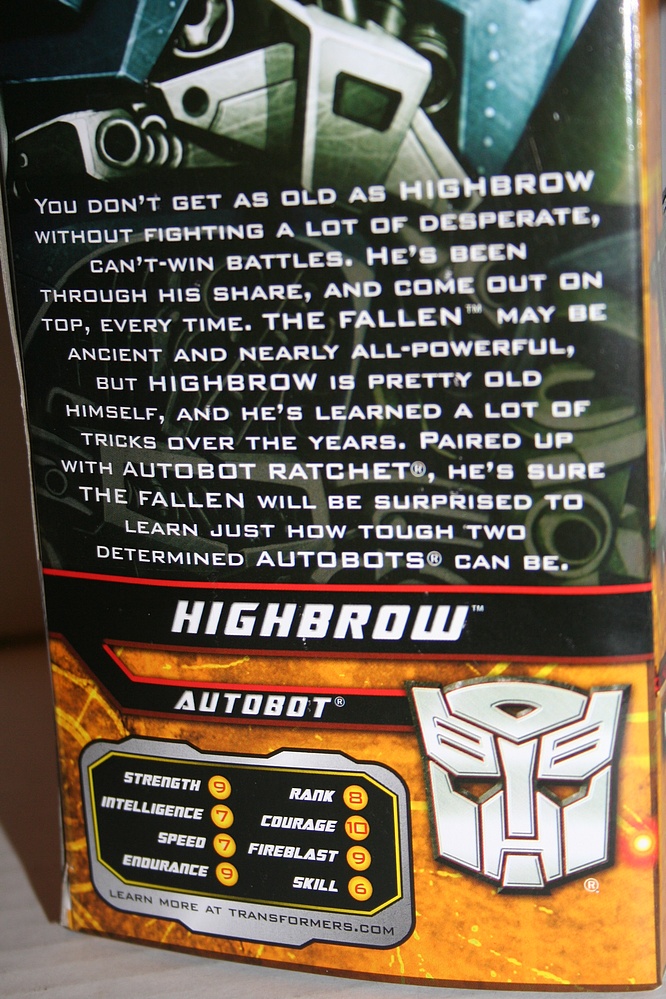 YOU DON'T GET AS OLD AS HIGHBROW
WITHOUT FIGHTING A LOT OF DESPERATE,
CAN'T-WIN BATTLES. HE'S BEEN
THROUGH HIS SHARE, AND COME OUT ON
TOP, EVERY TIME. THE FALLEN™ MAY BE
ANCIENT AND NEARLY ALL-POWERFUL,
BUT HIGHBROW IS PRETTY OLD
HIMSELF, AND HE'S LEARNED A LOT OF
TRICKS OVER THE YEARS. PAIRED UP
WITH AUTOBOT RATCHET®, HE'S SURE
THE FALLEN WILL BE SURPRISED TO
LEARN JUST HOW TOUGH TWO
DETERMINED AUTOBOTS® CAN BE.
HIGHBROW™
AUTOBOT®
STRENGTH 9
INTELLIGENCE 7
SPEED 7
ENDURANCE 9
RANK 8
COURAGE 10
FIREBLAST 9
SKILL 6
LEARN MORE AT TRANSFORMERS.COM
®